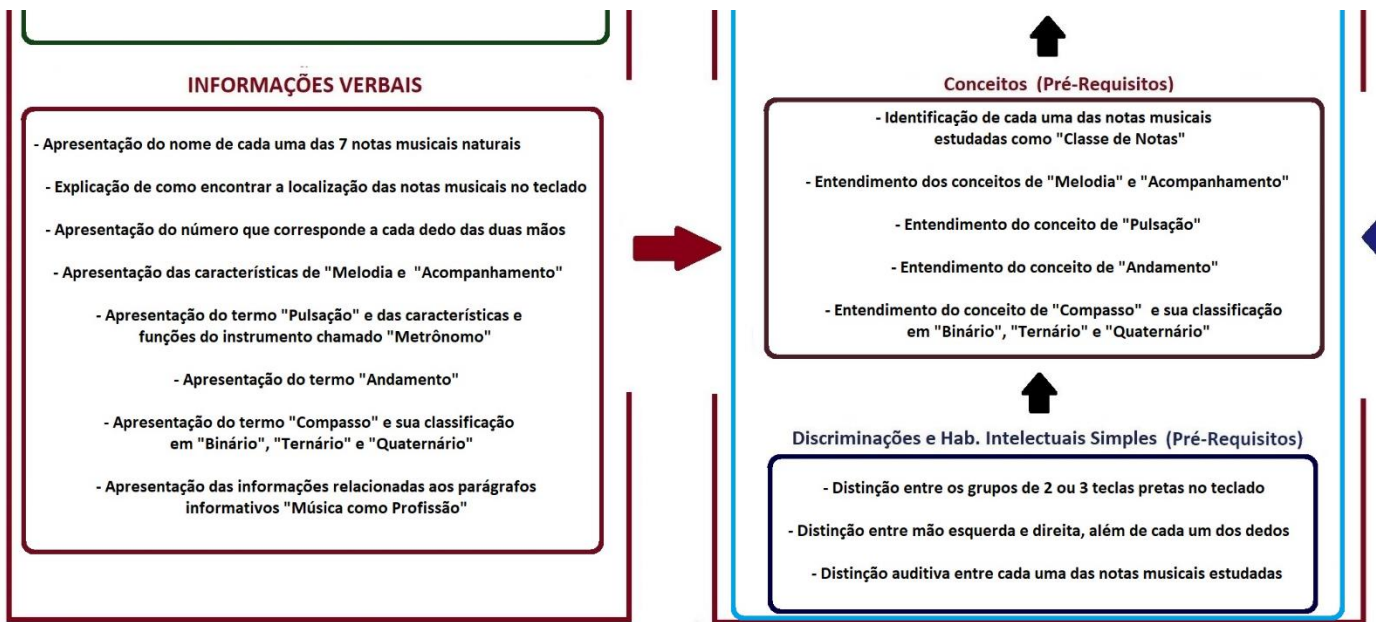 INFORMAÇÕES VERBAIS
- Apresentação do nome de cada uma das 7 notas musicais naturais
- Explicação de como encontrar a localização das notas musicais no teclado
- Apresentação do número que corresponde a cada dedo das duas mãos
- Apresentação das características de "Melodia e "Acompanhamento"
- Apresentação do termo "Pulsação" e das características e
funções do instrumento chamado "Metrônomo"
- Apresentação do termo "Andamento"
- Apresentação do termo "Compasso" e sua classificação
em "Binário", "Ternário" e "Quaternário"
- Apresentação das informações relacionadas aos parágrafos
informativos "Música como Profissão"
Conceitos (Pré-Requisitos)
- Identificação de cada uma das notas musicais
estudadas como "Classe de Notas"
- Entendimento dos conceitos de "Melodia" e "Acompanhamento"
- Entendimento do conceito de "Pulsação"
- Entendimento do conceito de "Andamento"
- Entendimento do conceito de "Compasso" e sua classificação
em "Binário", "Ternário" e "Quaternário"
Discriminações e Hab. Intelectuais Simples (Pré-Requisitos)
- Distinção entre os grupos de 2 ou 3 teclas pretas no teclado
- Distinção entre mão esquerda e direita, além de cada um dos dedos
- Distinção auditiva entre cada uma das notas musicais estudadas